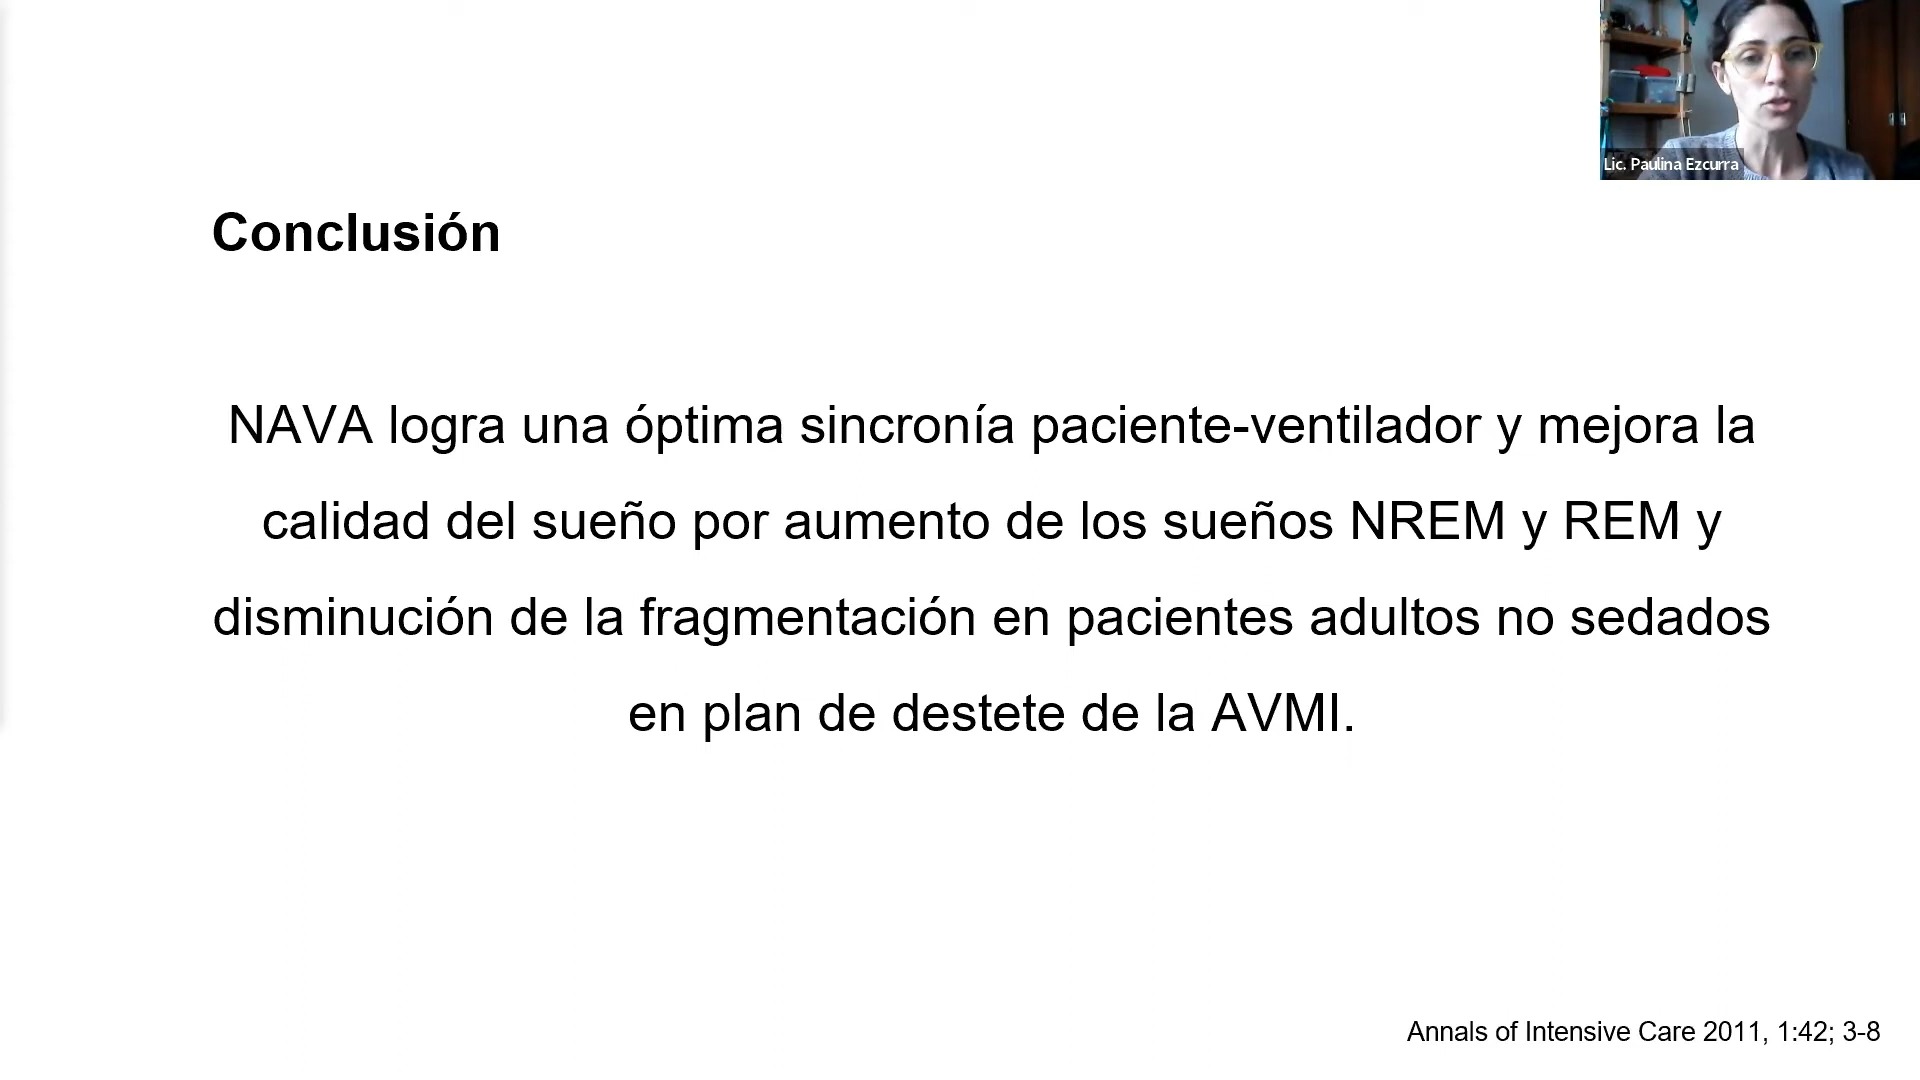 Lic. Paulina Ezcurra
Conclusión
NAVA logra una óptima sincronía paciente-ventilador y mejora la
calidad del sueño por aumento de los sueños NREM y REM y
disminución de la fragmentación en pacientes adultos no sedados
en plan de destete de la AVMI.
Annals of Intensive Care 2011, 1:42; 3-8